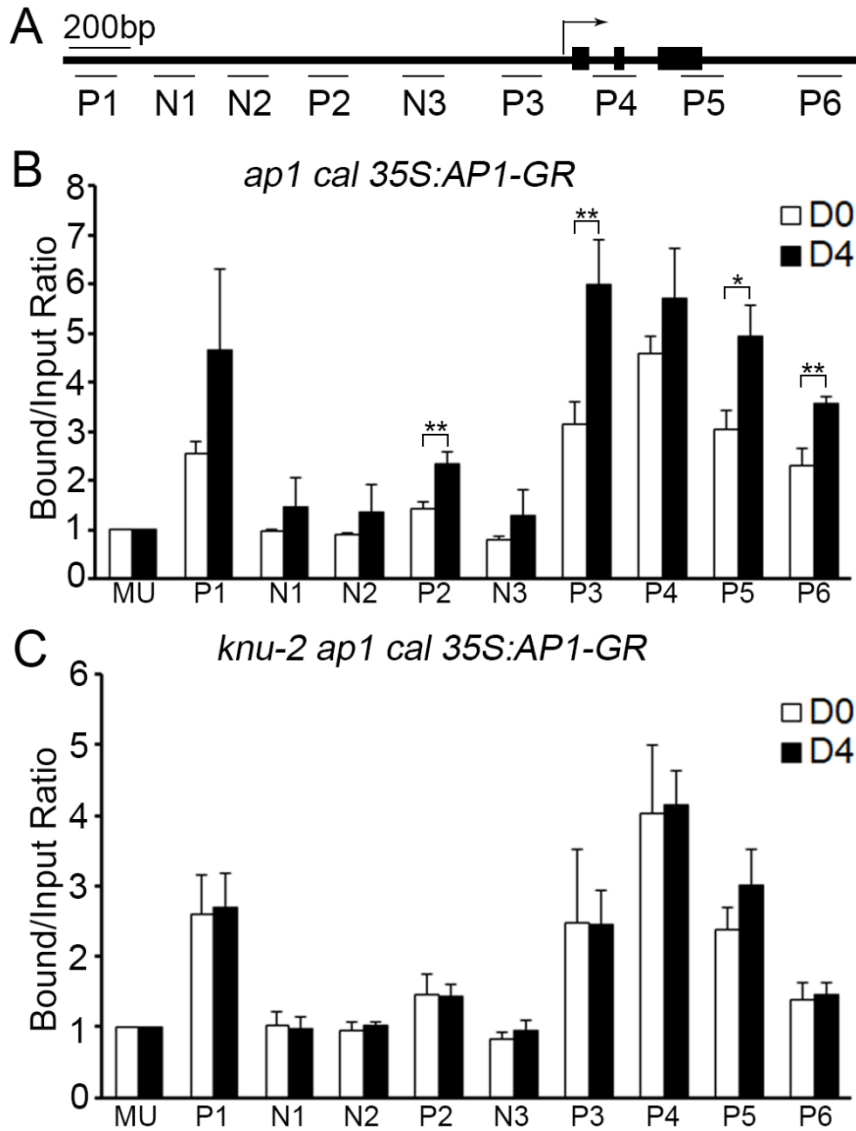 A
200bp
P1 N1 N2 P2 N3 P3 P4 P5 P6
B
ap1 cal 35S:AP1-GR
8
7
6
5
4
3
2
1
0
Bound/Input Ratio
D0
D4
**
**
*
**
MU P1 N1 N2 P2 N3 P3 P4 P5 P6
C
knu-2 ap1 cal 35S:AP1-GR
6
5
4
3
2
1
0
Bound/Input Ratio
D0
D4
MU P1 N1 N2 P2 N3 P3 P4 P5 P6